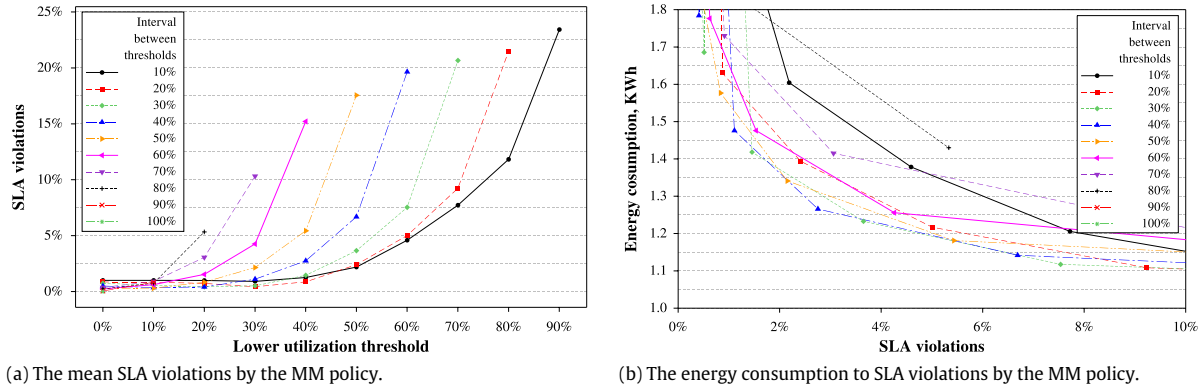 25%
20%
15%
10%
5%
0%
SLA violations
Interval
between
thresholds
10%
20%
30%
40%
50%
60%
70%
80%
90%
100%
0% 10% 20% 30% 40% 50% 60% 70% 80% 90%
Lower utilization threshold
(a) The mean SLA violations by the MM policy.
1.8
1.7
1.6
1.5
1.4
1.3
1.2
1.1
1.0
Energy cosumption, KWh
Interval
between
thresholds
10%
20%
30%
40%
50%
60%
70%
80%
90%
100%
0% 2% 4% 6% 8% 10%
SLA violations
(b) The energy consumption to SLA violations by the MM policy.